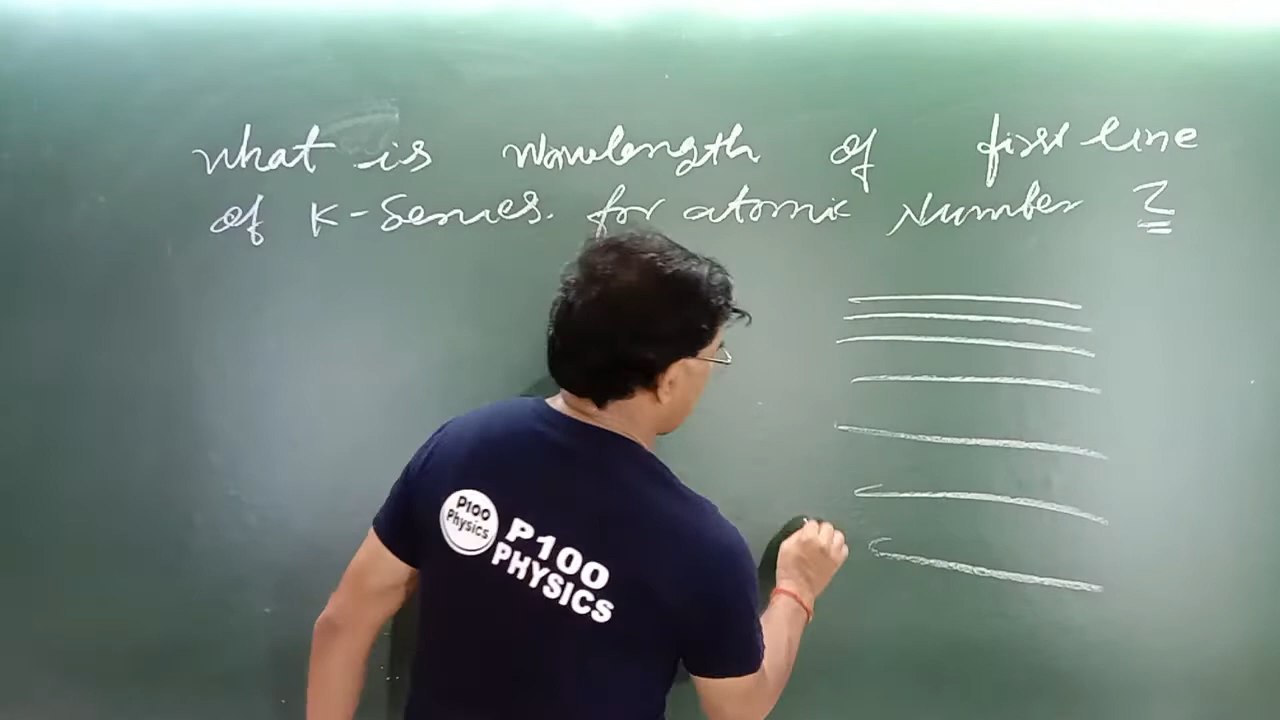 What is wavelength of first line
of K-Series. for atomic Number Z
P100
Physics
P100
PHYSICS